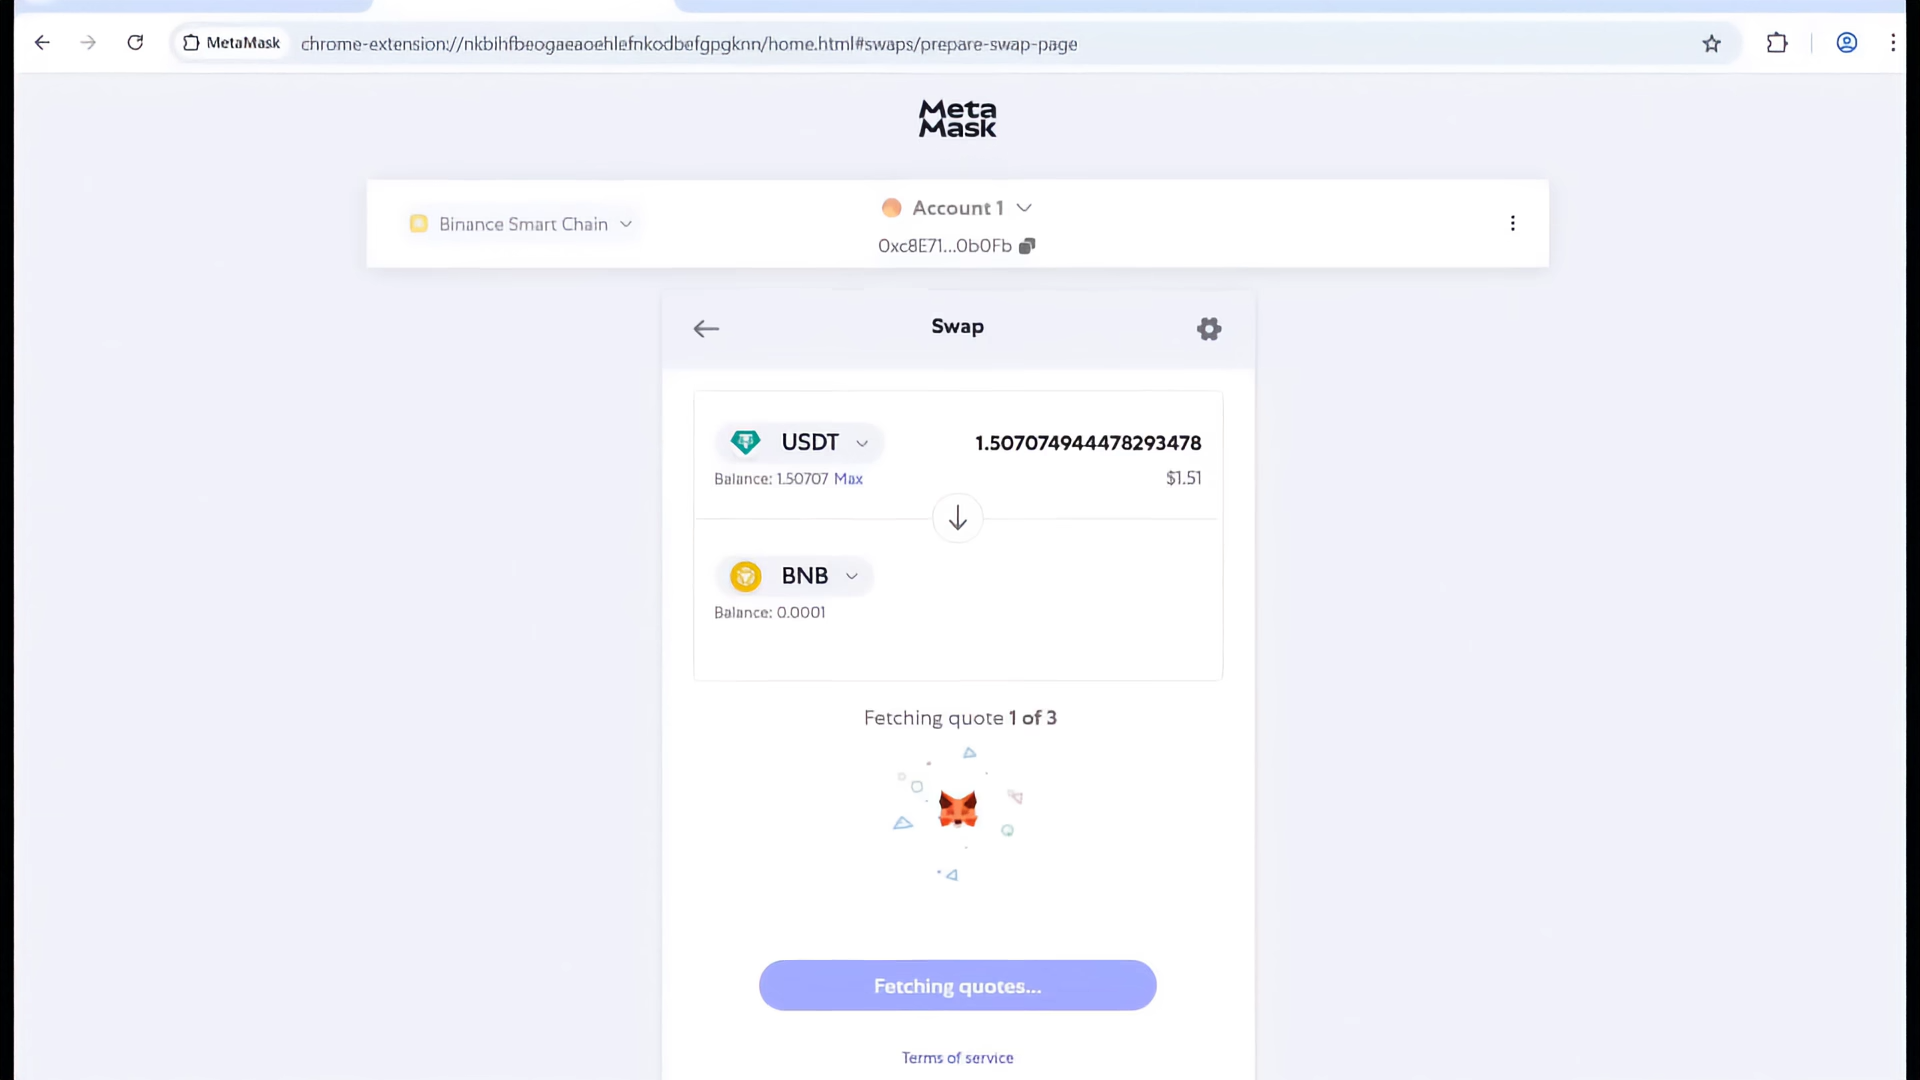 MetaMask
chrome-extension://nkbihfbeogaeaoehlefnkodbefgpgknn/home.html#swaps/prepare-swap-page
Meta
Mask
Binance Smart Chain
Account 1
0xc8E71...0b0Fb
Swap
USDT
1.507074944478293478
Balance: 1.50707 Max
$1.51
BNB
Balance: 0.0001
Fetching quote 1 of 3
Fetching quotes...
Terms of service